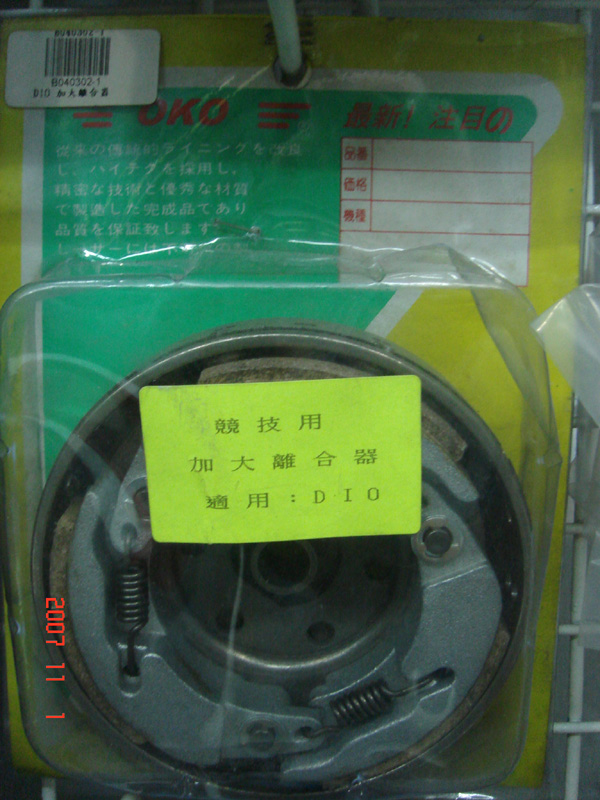 B040302-1
B040302-1
DIO 加大離合器
OKO
最新! 注目の
従来の傳統的ライニングを改良
し、ハイテクを採用し、
精密な技術と優秀な材質
で製造した完成品であり
品質を保証致します
品番
価格
機種
競技用
加大離合器
適用：DIO
2007 11 1